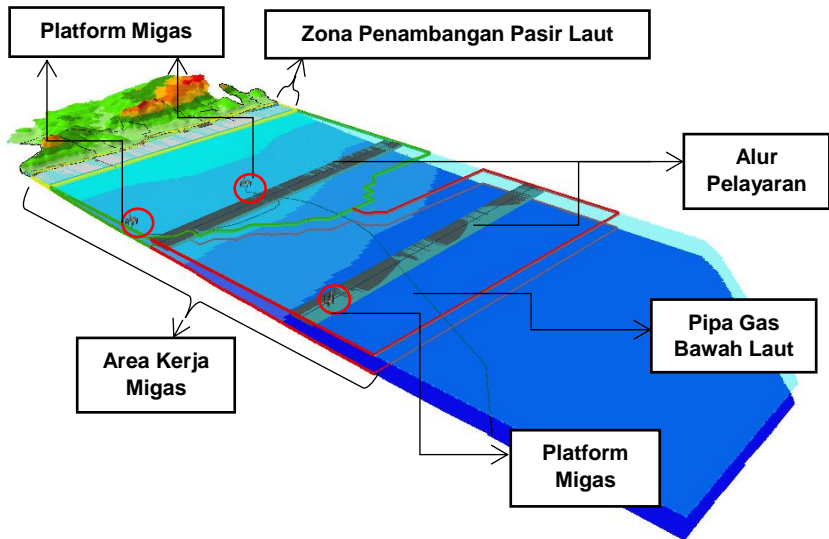 Platform Migas
Zona Penambangan Pasir Laut
Alur
Pelayaran
Pipa Gas
Bawah Laut
Area Kerja
Migas
Platform
Migas